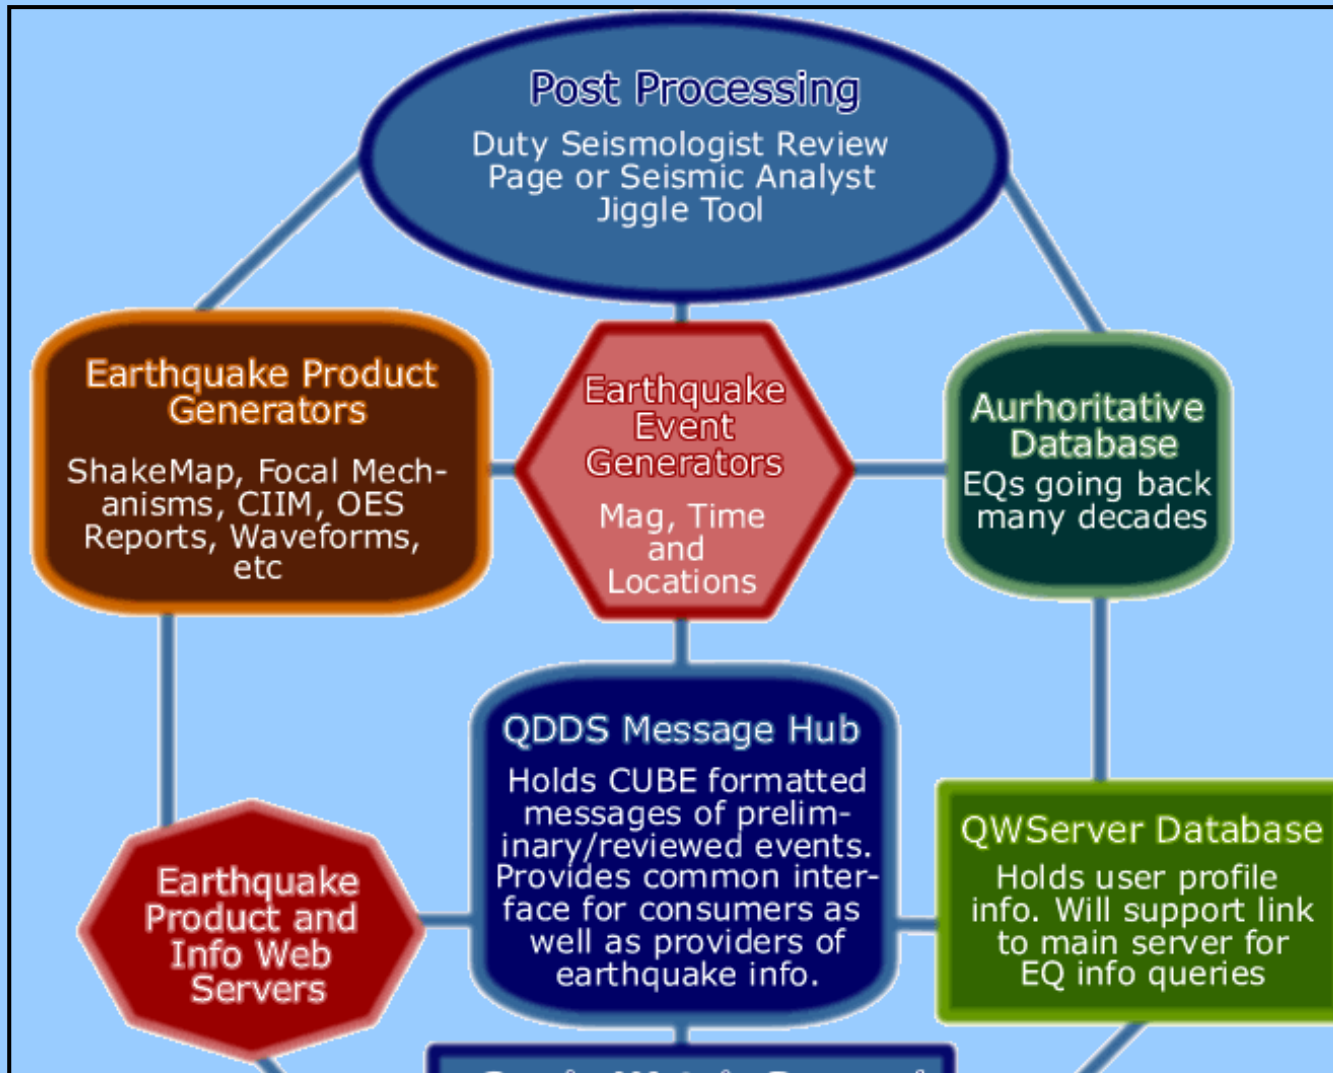 Post Processing
Duty Seismologist Review
Page or Seismic Analyst
Jiggle Tool
Earthquake Product
Generators
ShakeMap, Focal Mech-
anisms, CIIM, OES
Reports, Waveforms,
etc
Earthquake
Event
Generators
Mag, Time
and
Locations
Aurhoritative
Database
EQs going back
many decades
QDDS Message Hub
Holds CUBE formatted
messages of prelim-
inary/reviewed events.
Provides common inter-
face for consumers as
well as providers of
earthquake info.
QWServer Database
Holds user profile
info. Will support link
to main server for
EQ info queries
Earthquake
Product and
Info Web
Servers